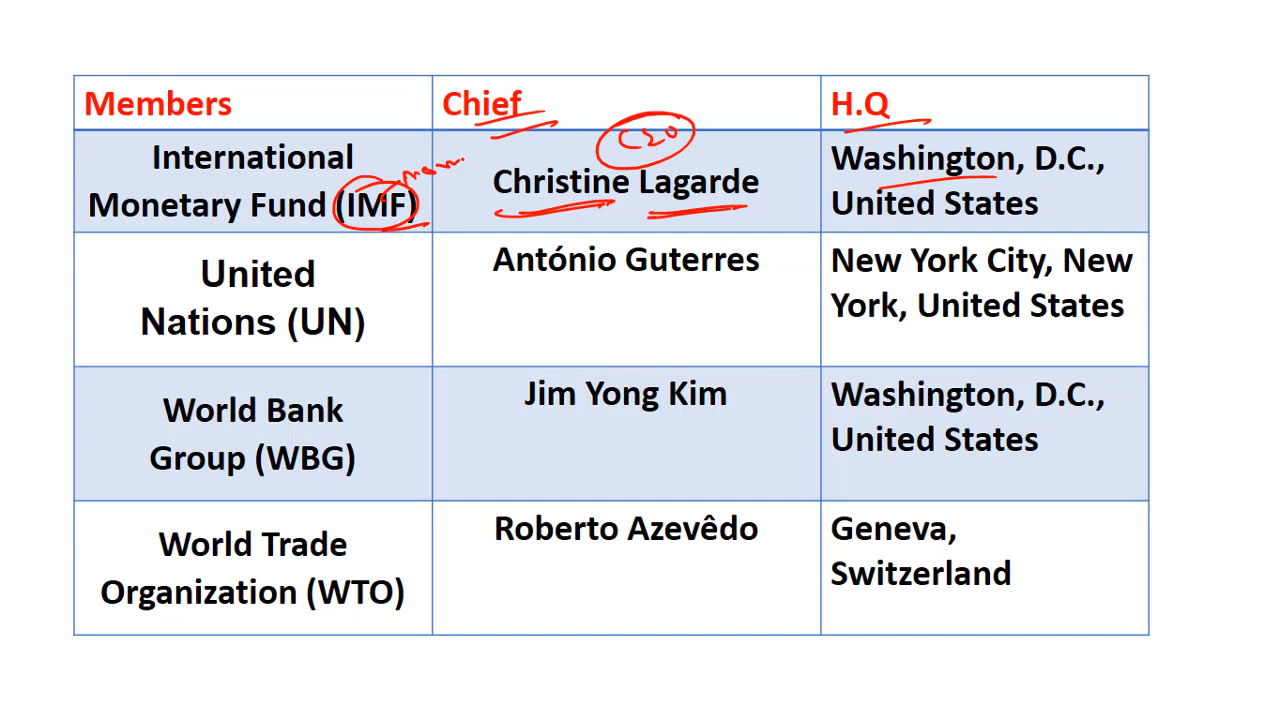 Members
Chief
H.Q
International
Monetary Fund (IMF)
Christine Lagarde
Washington, D.C.,
United States
United
Nations (UN)
António Guterres
New York City, New
York, United States
World Bank
Group (WBG)
Jim Yong Kim
Washington, D.C.,
United States
World Trade
Organization (WTO)
Roberto Azevêdo
Geneva,
Switzerland